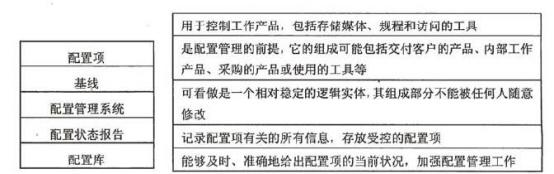 配置项
基线
配置管理系统
配置状态报告
配置库
用于控制工作产品，包括存储媒体、规程和访问的工具
是配置管理的前提，它的组成可能包括交付客户的产品、内部工作
产品、采购的产品或使用的工具等
可看做是一个相对稳定的逻辑实体，其组成部分不能被任何人随意
修改
记录配置项有关的所有信息，存放受控的配置项
能够及时、准确地给出配置项的当前状况，加强配置管理工作